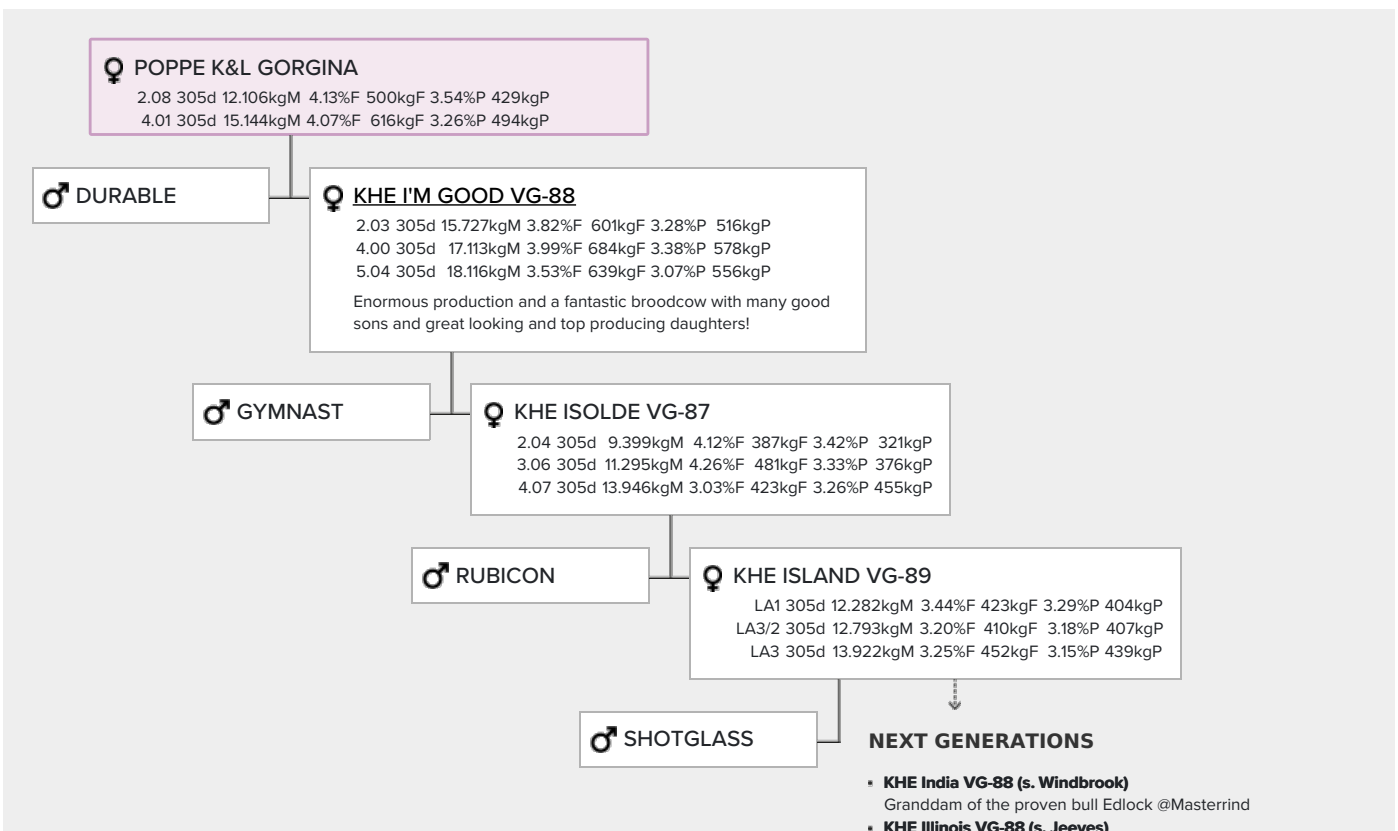 POPPE K&L GORGINA
2.08 305d 12.106kgM 4.13%F 500kgF 3.54%P 429kgP
4.01 305d 15.144kgM 4.07%F 616kgF 3.26%P 494kgP
DURABLE
KHE I'M GOOD VG-88
2.03 305d 15.727kgM 3.82%F 601kgF 3.28%P 516kgP
4.00 305d 17.113kgM 3.99%F 684kgF 3.38%P 578kgP
5.04 305d 18.116kgM 3.53%F 639kgF 3.07%P 556kgP
Enormous production and a fantastic broodcow with many good
sons and great looking and top producing daughters!
GYMNAST
KHE ISOLDE VG-87
2.04 305d 9.399kgM 4.12%F 387kgF 3.42%P 321kgP
3.06 305d 11.295kgM 4.26%F 481kgF 3.33%P 376kgP
4.07 305d 13.946kgM 3.03%F 423kgF 3.26%P 455kgP
RUBICON
KHE ISLAND VG-89
LA1 305d 12.282kgM 3.44%F 423kgF 3.29%P 404kgP
LA3/2 305d 12.793kgM 3.20%F 410kgF 3.18%P 407kgP
LA3 305d 13.922kgM 3.25%F 452kgF 3.15%P 439kgP
SHOTGLASS
NEXT GENERATIONS
▪ KHE India VG-88 (s. Windbrook)
Granddam of the proven bull Edlock @Masterrind
▪ KHE Illinois VG-88 (s. Jeeves)